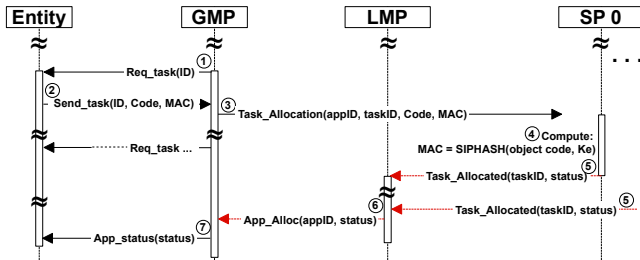 Entity GMP LMP SP 0
. . .
1
Req_task(ID)
2
Send_task(ID, Code, MAC)
3
Task_Allocation(appID, taskID, Code, MAC)
4 Compute:
MAC = SIPHASH(object code, Ke)
Req_task ...
5
Task_Allocated(taskID, status)
5
Task_Allocated(taskID, status)
6
App_Alloc(appID, status)
7
App_status(status)